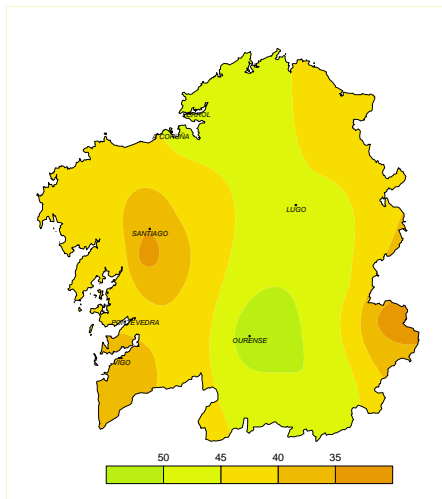 FERROL
A CORUÑA
LUGO
SANTIAGO
PONTEVEDRA
OURENSE
VIGO
50 45 40 35